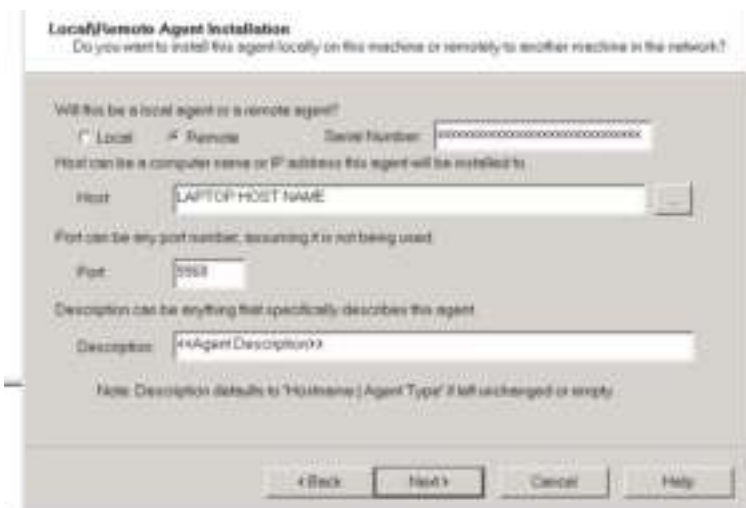 Local\Remote Agent Installation
Do you want to install this agent locally on this machine or remotely to another machine in the network?
Will this be a local agent or a remote agent?
Local Remote Serial Number
Host can be a computer name or IP address this agent will be installed to
Host LAPTOP HOST NAME ...
Port can be any port number, assuming it is not being used.
Port
Description can be anything that specifically describes this agent
Description <<Agent Description>>
Note: Description defaults to 'Hostname | Agent Type' if left unchanged or empty
< Back Next > Cancel Help